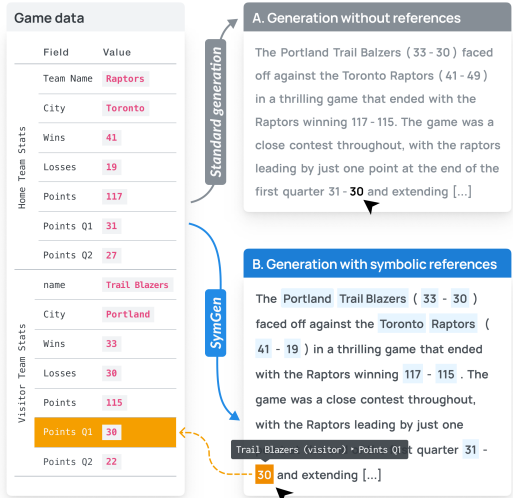 Game data
Field Value
Home Team Stats
Team Name Raptors
City Toronto
Wins 41
Losses 19
Points 117
Points Q1 31
Points Q2 27
Visitor Team Stats
name Trail Blazers
City Portland
Wins 33
Losses 30
Points 115
Points Q1 30
Points Q2 22
Standard generation
SymGen
A. Generation without references
The Portland Trail Balzers ( 33 - 30 ) faced
off against the Toronto Raptors ( 41 - 49 )
in a thrilling game that ended with the
Raptors winning 117 - 115. The game was a
close contest throughout, with the raptors
leading by just one point at the end of the
first quarter 31 - 30 and extending [...]
B. Generation with symbolic references
The Portland Trail Blazers ( 33 - 30 )
faced off against the Toronto Raptors (
41 - 19 ) in a thrilling game that ended
with the Raptors winning 117 - 115 . The
game was a close contest throughout,
with the Raptors leading by just one
Trail Blazers (visitor) ‣ Points Q1
t quarter 31 -
30 and extending [...]